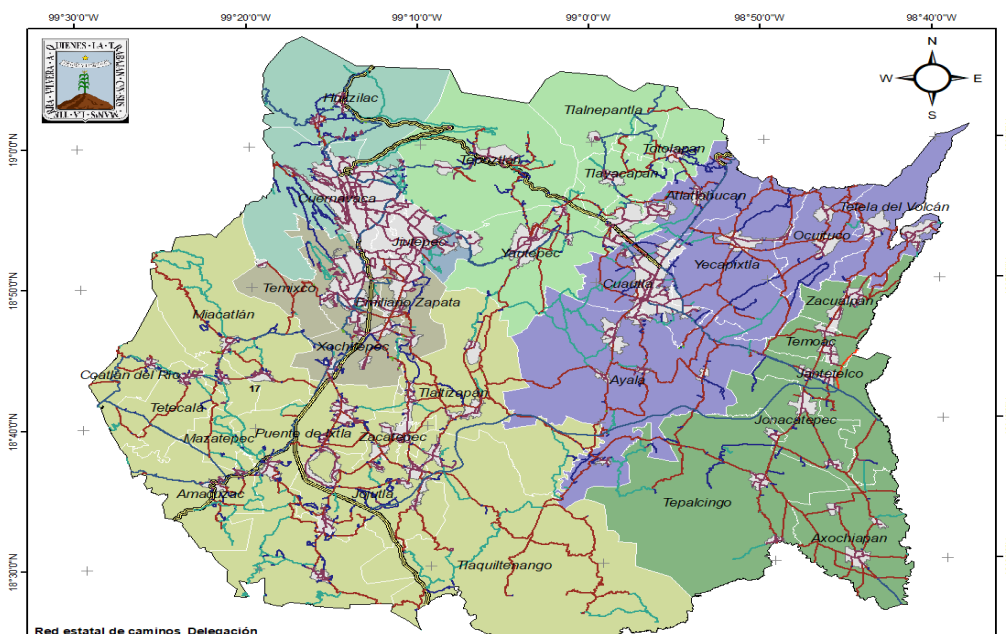 99°30'0"W 99°20'0"W 99°10'0"W 99°0'0"W 98°50'0"W 98°40'0"W
N
W E
S
Huitzilac
Tlalnepantla
19°0'0"N
Tepoztlán
Totolapan
Tlayacapan
Atlatlahucan
Cuernavaca
Tetela del Volcán
Ocuituco
Jiutepec
Yautepec
Yecapixtla
18°50'0"N
Temixco
Cuautla
Zacualpan
Emiliano Zapata
Miacatlán
Temoac
Xochitepec
Coatlán del Río
17
Ayala
Jantetelco
Tlaltizapán
Tetecala
Jonacatepec
18°40'0"N
Mazatepec
Puente de Ixtla
Zacatepec
Amacuzac
Jojutla
Tepalcingo
Axochiapan
18°30'0"N
Tlaquiltenango
Red estatal de caminos Delegación